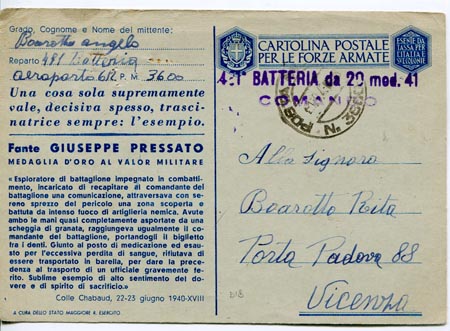 Grado, Cognome e Nome del mittente:
Boarotto angelo
Reparto 481 Batteria
aeroporto 612 P. M. 3600
Una cosa sola supremamente
vale, decisiva spesso, trasci-
natrice sempre: l'esempio.
Fante GIUSEPPE PRESSATO
MEDAGLIA D'ORO AL VALOR MILITARE
«Esploratore di battaglione impegnato in combatti-
mento, incaricato di recapitare al comandante del
battaglione una comunicazione, attraversava con se-
reno sprezzo del pericolo una zona scoperta e
battuta da intenso fuoco di artiglieria nemica. Avute
ambo le mani quasi completamente asportate da una
scheggia di granata, raggiungeva ugualmente il co-
mandante del battaglione, portandogli il biglietto
fra i denti. Giunto al posto di medicazione ed esau-
sto per l'eccessiva perdita di sangue, rifiutava di
essere trasportato in barella, per dare la prece-
denza al trasporto di un ufficiale gravemente fe-
rito. Sublime esempio di alto sentimento del do-
vere e di spirito di sacrificio».
Colle Chabaud, 22-23 giugno 1940-XVIII
A CURA DELLO STATO MAGGIORE R. ESERCITO.
CARTOLINA POSTALE
PER LE FORZE ARMATE
ESENTE DA
TASSA PER
L'ITALIA E
SVE COLONIE
481ª BATTERIA da 20 mod. 41
COMANDO
POSTA
N. 3600
Alla Signora
Boarotto Rita
Porta Padova 88
Vicenza